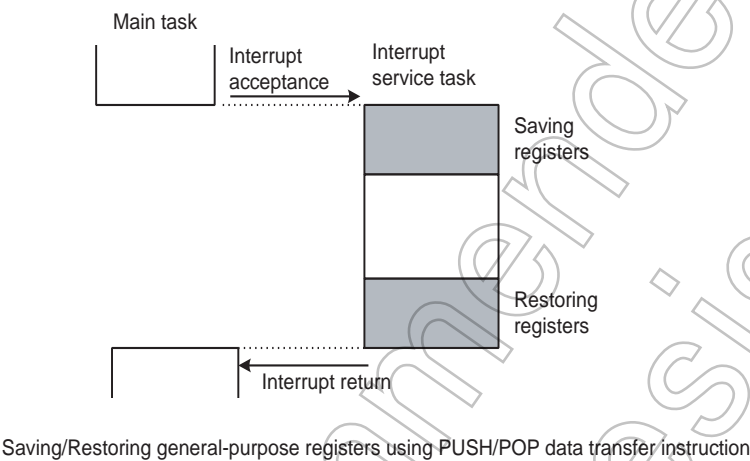 Main task
Interrupt
acceptance
Interrupt
service task
Saving
registers
Restoring
registers
Interrupt return
Saving/Restoring general-purpose registers using PUSH/POP data transfer instruction